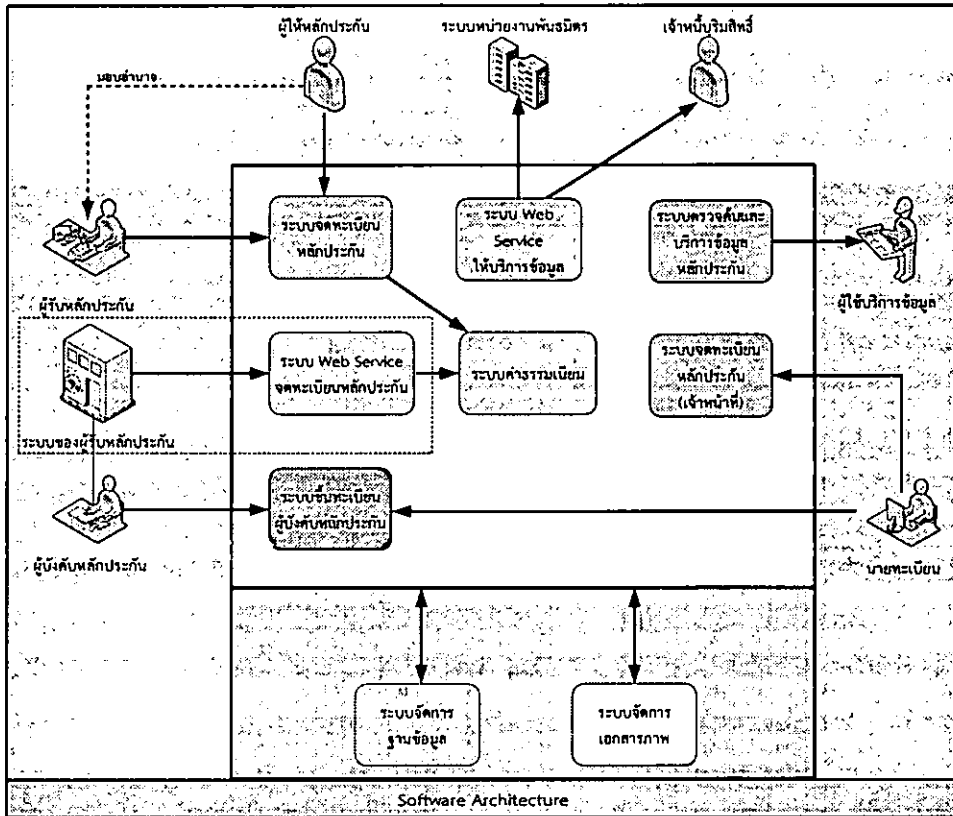 ผู้ให้หลักประกัน
ระบบหน่วยงานพันธมิตร
เจ้าหนี้บุริมสิทธิ์
มอบอำนาจ
ระบบจดทะเบียน
หลักประกัน
ระบบ Web
Service
ให้บริการข้อมูล
ระบบตรวจค้นและ
บริการข้อมูล
หลักประกัน
ผู้รับหลักประกัน
ผู้ใช้บริการข้อมูล
ระบบ Web Service
จดทะเบียนหลักประกัน
ระบบค่าธรรมเนียม
ระบบจดทะเบียน
หลักประกัน
(เจ้าหน้าที่)
ระบบของผู้รับหลักประกัน
ระบบขึ้นทะเบียน
ผู้บังคับหลักประกัน
ผู้บังคับหลักประกัน
นายทะเบียน
ระบบจัดการ
ฐานข้อมูล
ระบบจัดการ
เอกสารภาพ
Software Architecture